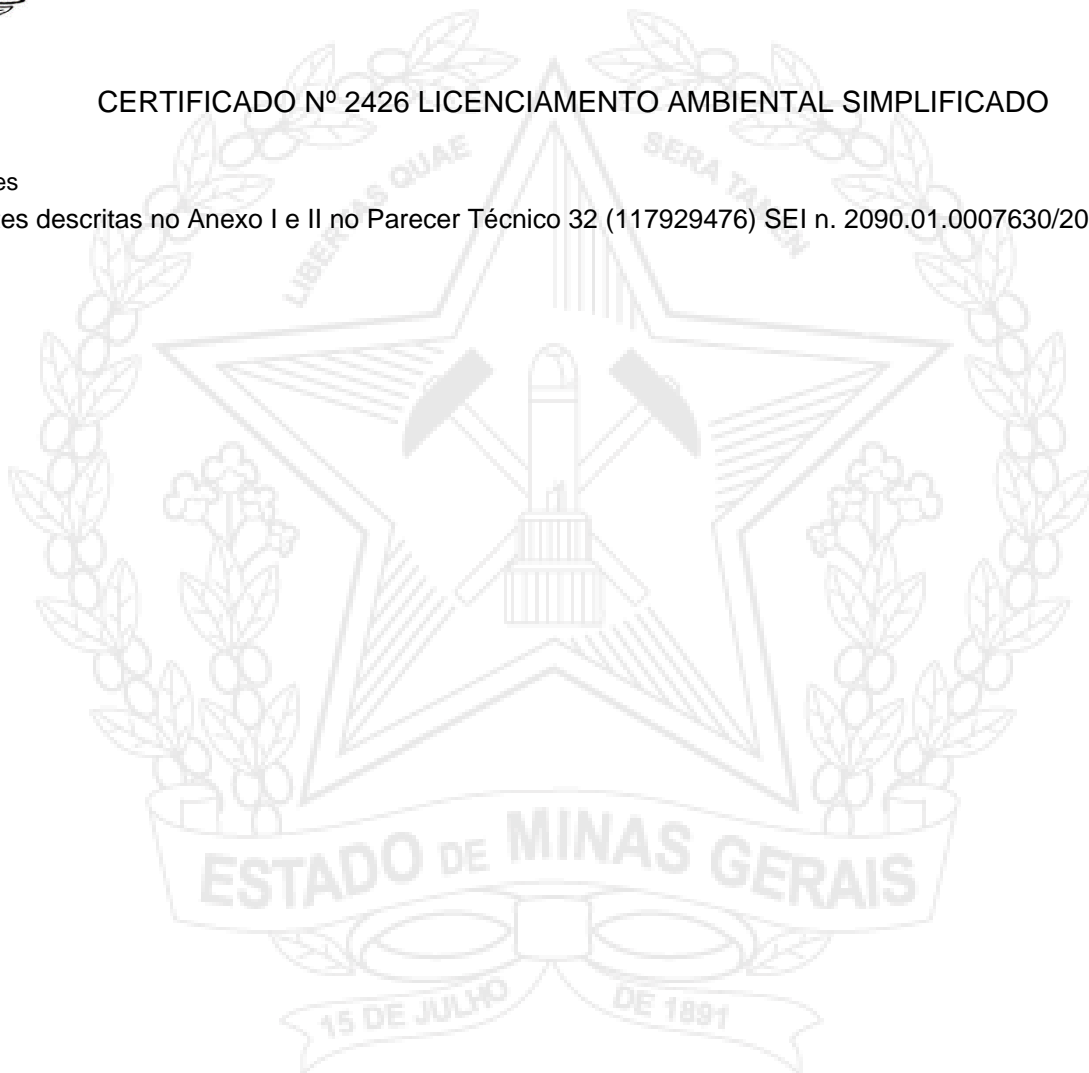 CERTIFICADO Nº 2426 LICENCIAMENTO AMBIENTAL SIMPLIFICADO
es
es descritas no Anexo I e II no Parecer Técnico 32 (117929476) SEI n. 2090.01.0007630/20
LIBERTAS QUAE SERA TAMEN
ESTADO DE MINAS GERAIS
15 DE JULHO DE 1891